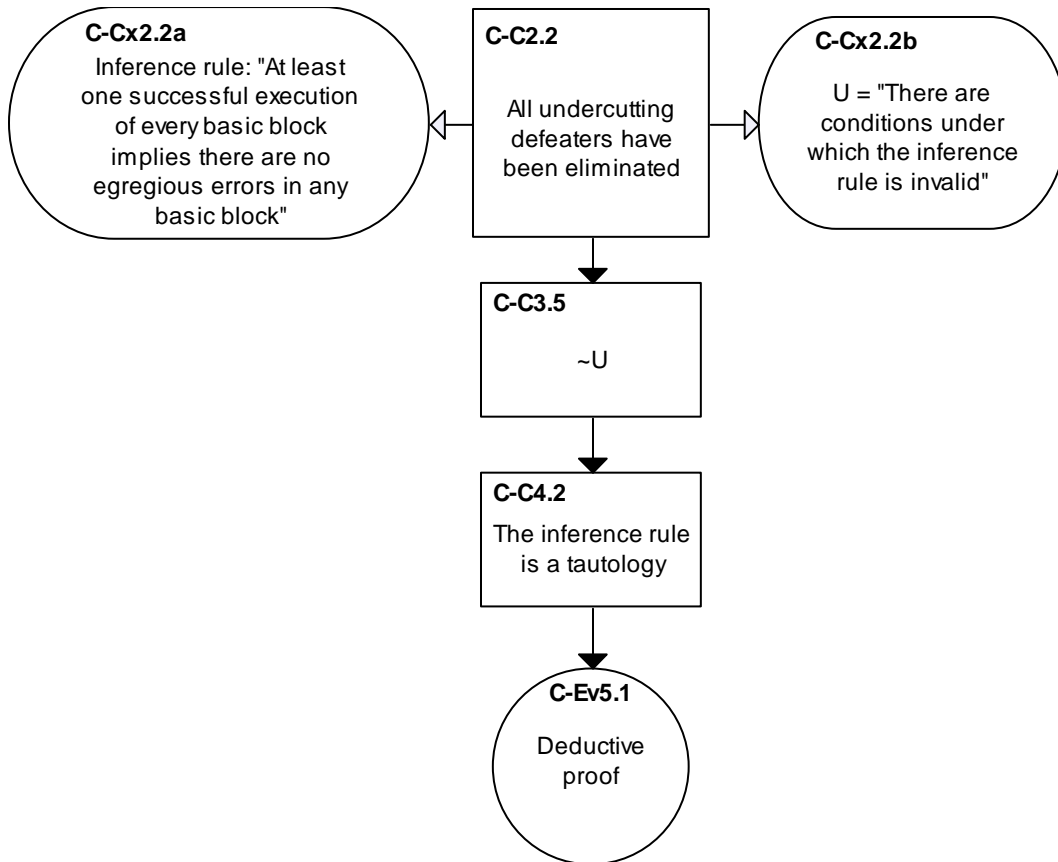 C-Cx2.2a
Inference rule: "At least
one successful execution
of every basic block
implies there are no
egregious errors in any
basic block"
C-C2.2
All undercutting
defeaters have
been eliminated
C-Cx2.2b
U = "There are
conditions under
which the inference
rule is invalid"
C-C3.5
~U
C-C4.2
The inference rule
is a tautology
C-Ev5.1
Deductive
proof